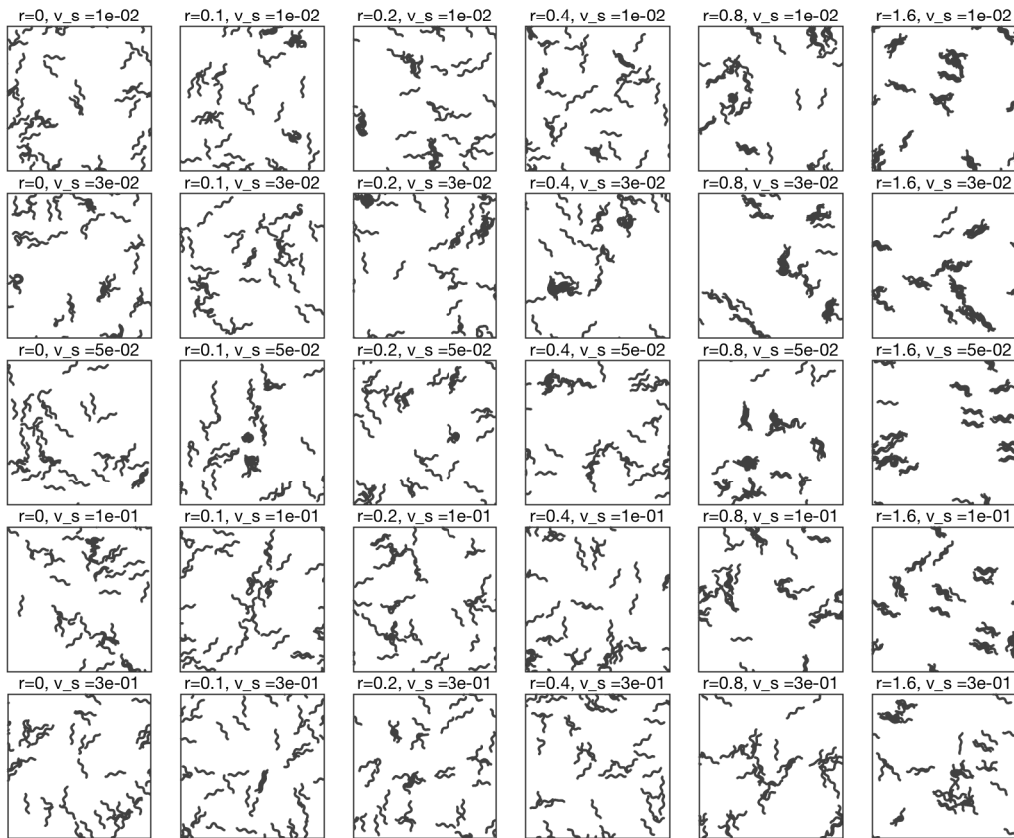 r=0, v_s =1e-02 r=0.1, v_s =1e-02 r=0.2, v_s =1e-02 r=0.4, v_s =1e-02 r=0.8, v_s =1e-02 r=1.6, v_s =1e-02
r=0, v_s =3e-02 r=0.1, v_s =3e-02 r=0.2, v_s =3e-02 r=0.4, v_s =3e-02 r=0.8, v_s =3e-02 r=1.6, v_s =3e-02
r=0, v_s =5e-02 r=0.1, v_s =5e-02 r=0.2, v_s =5e-02 r=0.4, v_s =5e-02 r=0.8, v_s =5e-02 r=1.6, v_s =5e-02
r=0, v_s =1e-01 r=0.1, v_s =1e-01 r=0.2, v_s =1e-01 r=0.4, v_s =1e-01 r=0.8, v_s =1e-01 r=1.6, v_s =1e-01
r=0, v_s =3e-01 r=0.1, v_s =3e-01 r=0.2, v_s =3e-01 r=0.4, v_s =3e-01 r=0.8, v_s =3e-01 r=1.6, v_s =3e-01